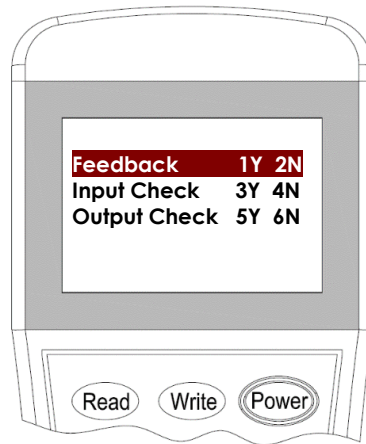 Feedback 1Y 2N
Input Check 3Y 4N
Output Check 5Y 6N
Read Write Power